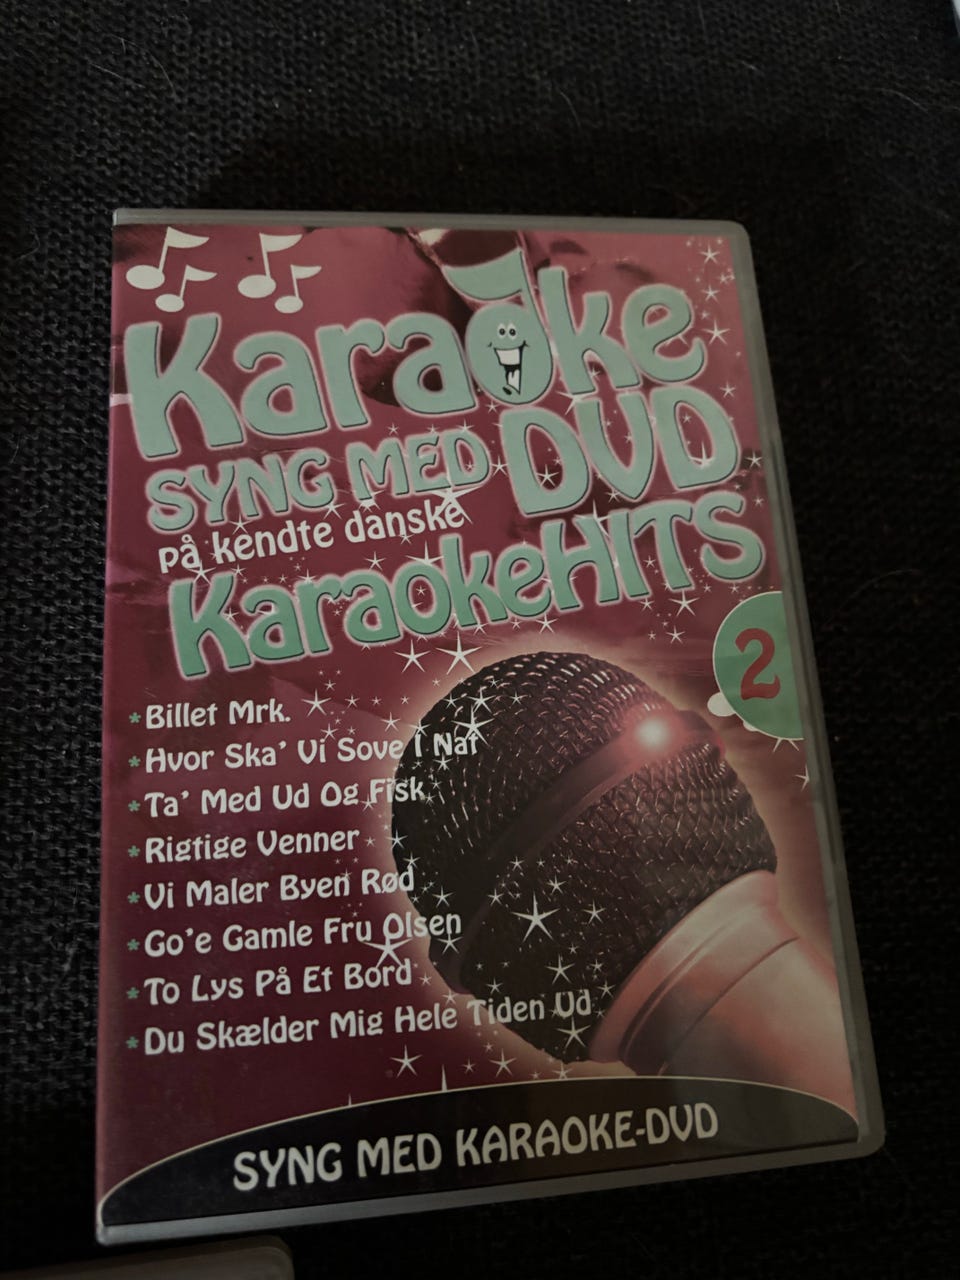 Karaoke
SYNG MED DVD
på kendte danske
KaraokeHITS
2
*Billet Mrk.
*Hvor Ska' Vi Sove I Nat
*Ta' Med Ud Og Fisk
*Rigtige Venner
*Vi Maler Byen Rød
*Go'e Gamle Fru Olsen
*To Lys På Et Bord
*Du Skælder Mig Hele Tiden Ud
SYNG MED KARAOKE-DVD